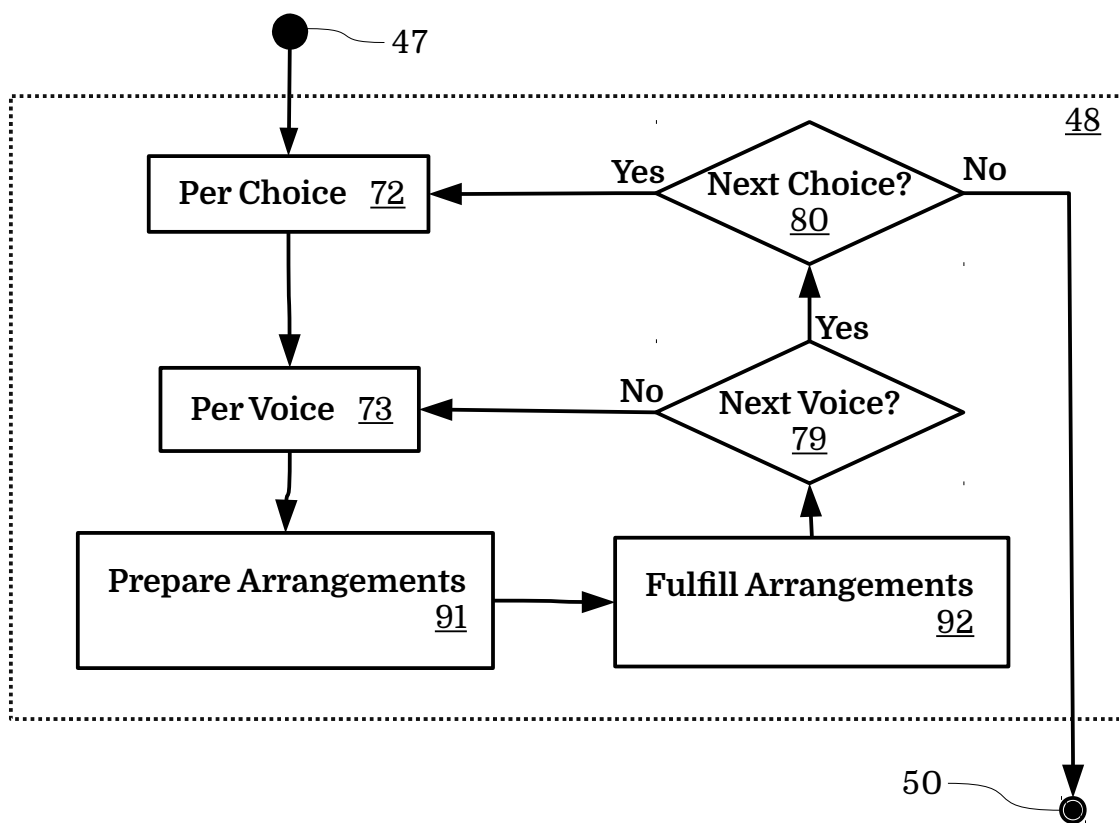 47
48
Per Choice 72
Yes
Next Choice?
80
No
Yes
Per Voice 73
No
Next Voice?
79
Prepare Arrangements
91
Fulfill Arrangements
92
50